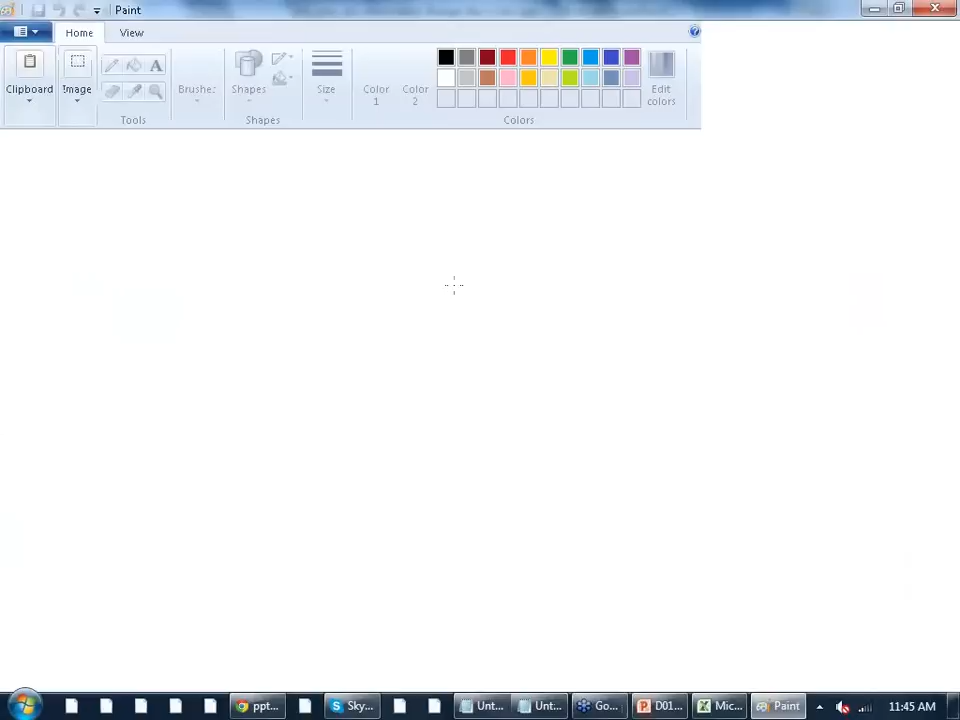 Paint
Home View
Clipboard
Image
Tools
Shapes
Shapes
Size
Color 1
Color 2
Edit colors
Colors
ppt...
Sky...
Unt...
Unt...
Go...
D01...
Mic...
Paint
11:45 AM